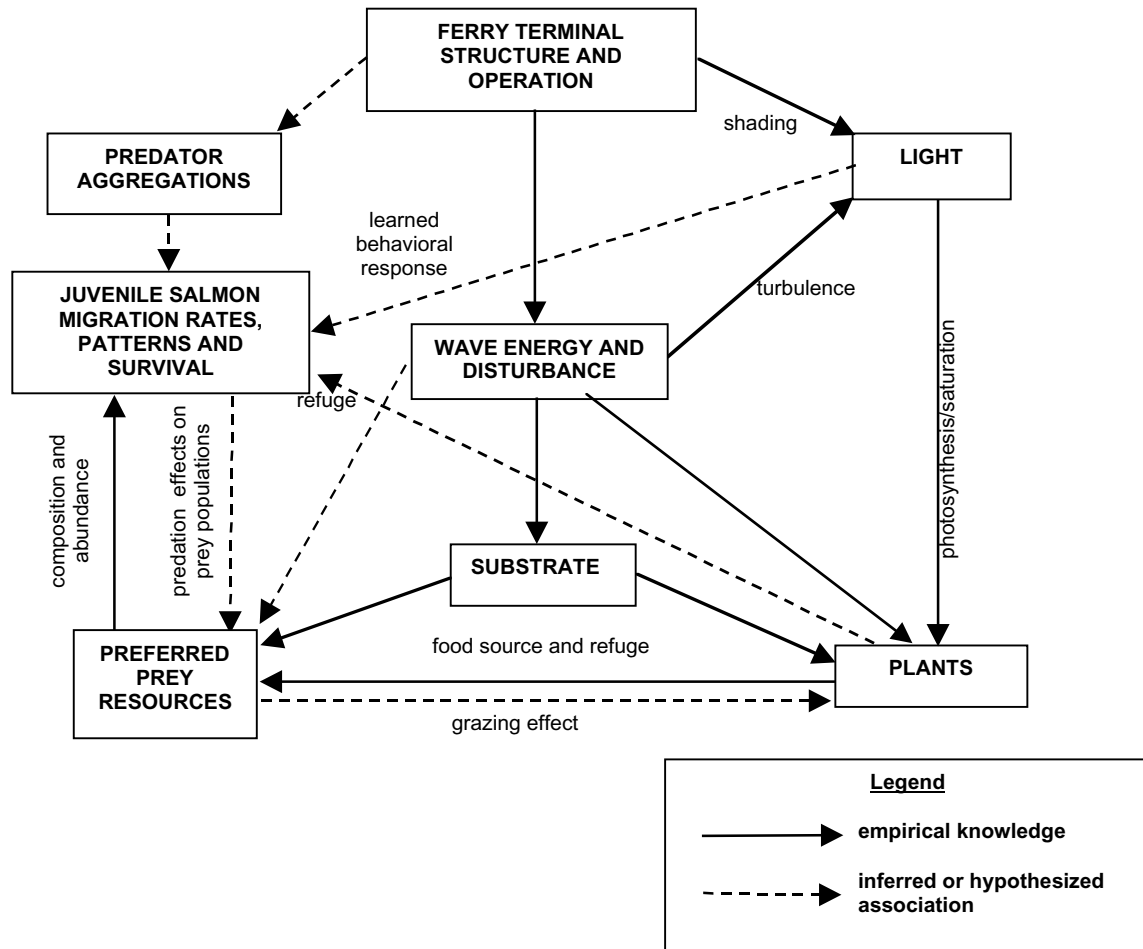 FERRY TERMINAL
STRUCTURE AND
OPERATION
shading
PREDATOR
AGGREGATIONS
LIGHT
learned
behavioral
response
JUVENILE SALMON
MIGRATION RATES,
PATTERNS AND
SURVIVAL
turbulence
WAVE ENERGY AND
DISTURBANCE
refuge
composition and
abundance
predation effects on
prey populations
photosynthesis/saturation
SUBSTRATE
PREFERRED
PREY
RESOURCES
food source and refuge
PLANTS
grazing effect
Legend
empirical knowledge
inferred or hypothesized
association